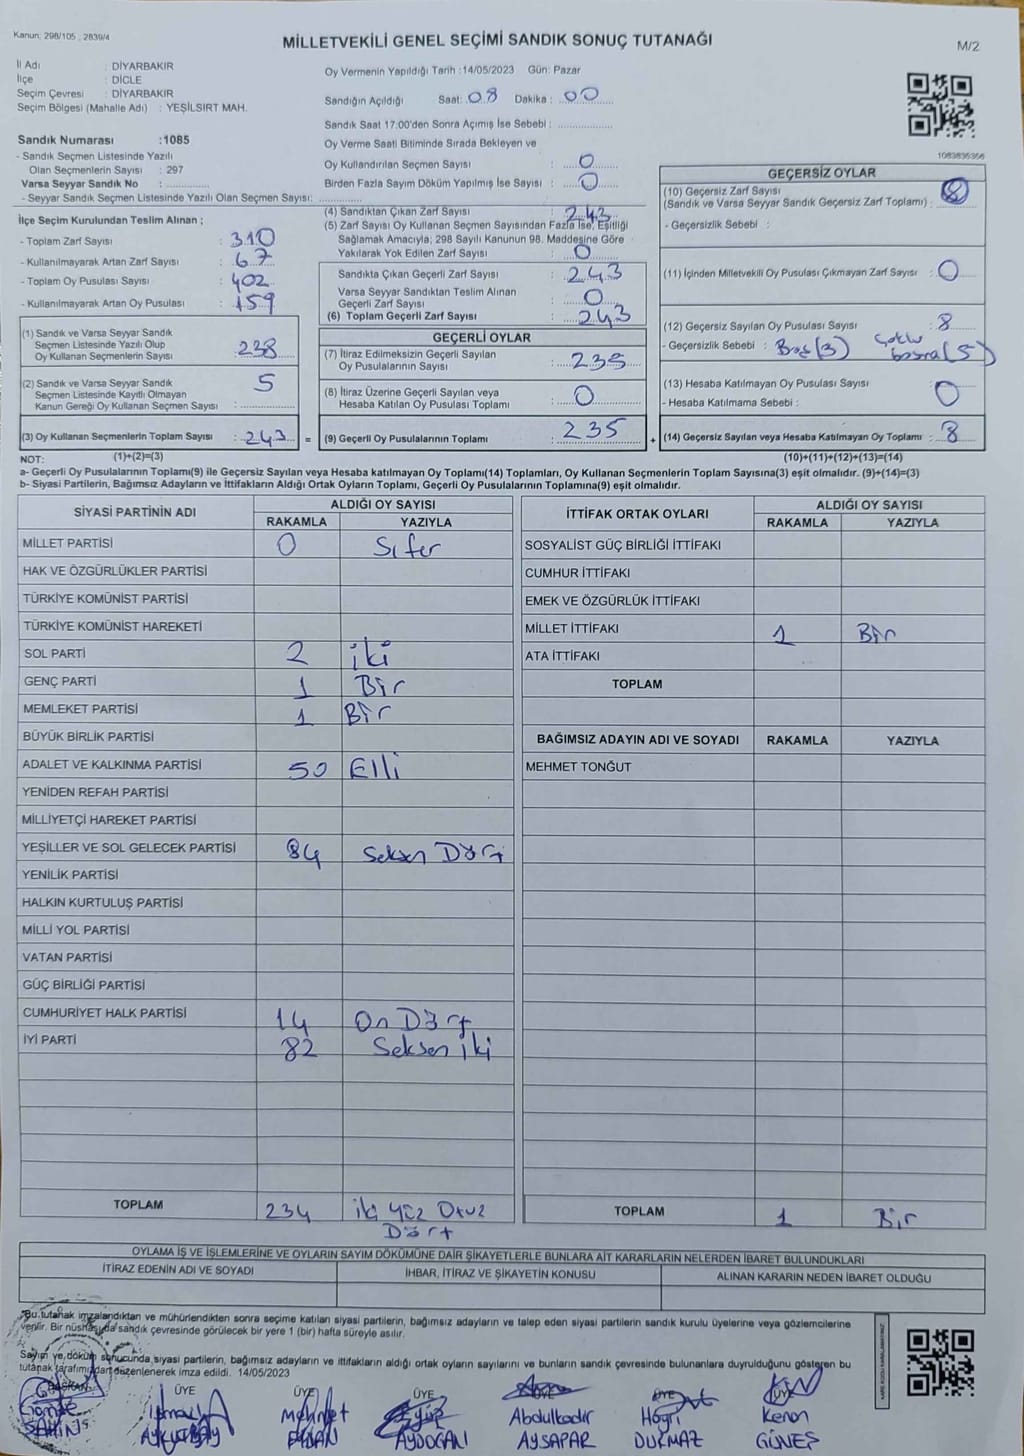 Kanun; 298/105 , 2839/4
MİLLETVEKİLİ GENEL SEÇİMİ SANDIK SONUÇ TUTANAĞI
M/2
İl Adı : DİYARBAKIR
İlçe : DİCLE
Seçim Çevresi : DİYARBAKIR
Seçim Bölgesi (Mahalle Adı) : YEŞİLSIRT MAH.
Sandık Numarası :1085
- Sandık Seçmen Listesinde Yazılı
Olan Seçmenlerin Sayısı : 297
Varsa Seyyar Sandık No :
- Seyyar Sandık Seçmen Listesinde Yazılı Olan Seçmen Sayısı:
Oy Vermenin Yapıldığı Tarih :14/05/2023 Gün: Pazar
Sandığın Açıldığı Saat: 08 Dakika : 00
Sandık Saat 17:00'den Sonra Açımış İse Sebebi :
Oy Verme Saati Bitiminde Sırada Bekleyen ve
Oy Kullandırılan Seçmen Sayısı : 0
Birden Fazla Sayım Döküm Yapılmış İse Sayısı : 0
1083835366
İlçe Seçim Kurulundan Teslim Alınan ;
- Toplam Zarf Sayısı : 310
- Kullanılmayarak Artan Zarf Sayısı : 67
- Toplam Oy Pusulası Sayısı : 402
- Kullanılmayarak Artan Oy Pusulası : 159
(1) Sandık ve Varsa Seyyar Sandık
Seçmen Listesinde Yazılı Olup
Oy Kullanan Seçmenlerin Sayısı : 238
(2) Sandık ve Varsa Seyyar Sandık
Seçmen Listesinde Kayıtlı Olmayan
Kanun Gereği Oy Kullanan Seçmen Sayısı : 5
(3) Oy Kullanan Seçmenlerin Toplam Sayısı : 243 =
(4) Sandıktan Çıkan Zarf Sayısı : 243
(5) Zarf Sayısı Oy Kullanan Seçmen Sayısından Fazla İse, Eşitliği
Sağlamak Amacıyla; 298 Sayılı Kanunun 98. Maddesine Göre
Yakılarak Yok Edilen Zarf Sayısı : 0
Sandıkta Çıkan Geçerli Zarf Sayısı : 243
Varsa Seyyar Sandıktan Teslim Alınan
Geçerli Zarf Sayısı : 0
(6) Toplam Geçerli Zarf Sayısı : 243
GEÇERLİ OYLAR
(7) İtiraz Edilmeksizin Geçerli Sayılan
Oy Pusulalarının Sayısı : 235
(8) İtiraz Üzerine Geçerli Sayılan veya
Hesaba Katılan Oy Pusulası Toplamı : 0
(9) Geçerli Oy Pusulalarının Toplamı : 235 +
GEÇERSİZ OYLAR
(10) Geçersiz Zarf Sayısı
(Sandık ve Varsa Seyyar Sandık Geçersiz Zarf Toplamı) :
- Geçersizlik Sebebi :
(11) İçinden Milletvekili Oy Pusulası Çıkmayan Zarf Sayısı : 0
(12) Geçersiz Sayılan Oy Pusulası Sayısı : 8
- Geçersizlik Sebebi : Boş(3) Çoklu
basma(5)
(13) Hesaba Katılmayan Oy Pusulası Sayısı : 0
- Hesaba Katılmama Sebebi :
(14) Geçersiz Sayılan veya Hesaba Katılmayan Oy Toplamı : 8
NOT: (1)+(2)=(3)
(10)+(11)+(12)+(13)=(14)
a- Geçerli Oy Pusulalarının Toplamı(9) ile Geçersiz Sayılan veya Hesaba katılmayan Oy Toplamı(14) Toplamları, Oy Kullanan Seçmenlerin Toplam Sayısına(3) eşit olmalıdır. (9)+(14)=(3)
b- Siyasi Partilerin, Bağımsız Adayların ve İttifakların Aldığı Ortak Oyların Toplamı, Geçerli Oy Pusulalarının Toplamına(9) eşit olmalıdır.
SİYASİ PARTİNİN ADI ALDIĞI OY SAYISI
RAKAMLA YAZIYLA
MİLLET PARTİSİ 0 Sıfır
HAK VE ÖZGÜRLÜKLER PARTİSİ
TÜRKİYE KOMÜNİST PARTİSİ
TÜRKİYE KOMÜNİST HAREKETİ
SOL PARTİ 2 iki
GENÇ PARTİ 1 Bir
MEMLEKET PARTİSİ 1 Bir
BÜYÜK BİRLİK PARTİSİ
ADALET VE KALKINMA PARTİSİ 50 Elli
YENİDEN REFAH PARTİSİ
MİLLİYETÇİ HAREKET PARTİSİ
YEŞİLLER VE SOL GELECEK PARTİSİ 84 Seksen Dört
YENİLİK PARTİSİ
HALKIN KURTULUŞ PARTİSİ
MİLLİ YOL PARTİSİ
VATAN PARTİSİ
GÜÇ BİRLİĞİ PARTİSİ
CUMHURİYET HALK PARTİSİ 14 On Dört
İYİ PARTİ 82 Seksen iki
TOPLAM 234 iki yüz Otuz
Dört
İTTİFAK ORTAK OYLARI ALDIĞI OY SAYISI
RAKAMLA YAZIYLA
SOSYALİST GÜÇ BİRLİĞİ İTTİFAKI
CUMHUR İTTİFAKI
EMEK VE ÖZGÜRLÜK İTTİFAKI
MİLLET İTTİFAKI 1 Bir
ATA İTTİFAKI
TOPLAM
BAĞIMSIZ ADAYIN ADI VE SOYADI RAKAMLA YAZIYLA
MEHMET TONĞUT
TOPLAM 1 Bir
OYLAMA İŞ VE İŞLEMLERİNE VE OYLARIN SAYIM DÖKÜMÜNE DAİR ŞİKAYETLERLE BUNLARA AİT KARARLARIN NELERDEN İBARET BULUNDUKLARI
İTİRAZ EDENİN ADI VE SOYADI İHBAR, İTİRAZ VE ŞİKAYETİN KONUSU ALINAN KARARIN NEDEN İBARET OLDUĞU
"Bu tutanak imzalandıktan ve mühürlendikten sonra seçime katılan siyasi partilerin, bağımsız adayların ve talep eden siyasi partilerin sandık kurulu üyelerine veya gözlemcilerine
verilir. Bir nüshası da sandık çevresinde görülecek bir yere 1 (bir) hafta süreyle asılır.
Sayım ve döküm sonucunda siyasi partilerin, bağımsız adayların ve ittifakların aldığı ortak oyların sayılarını ve bunların sandık çevresinde bulunanlara duyrulduğunu gösteren bu
tutanak tarafımızdan düzenlenerek imza edildi. 14/05/2023
BAŞKAN ÜYE ÜYE ÜYE ÜYE ÜYE ÜYE
ŞAHİN
Mehmet
Eyüp AYDOĞAN
Abdulkadir AYSAPAR
DURMAZ
Kenan GÜNEŞ